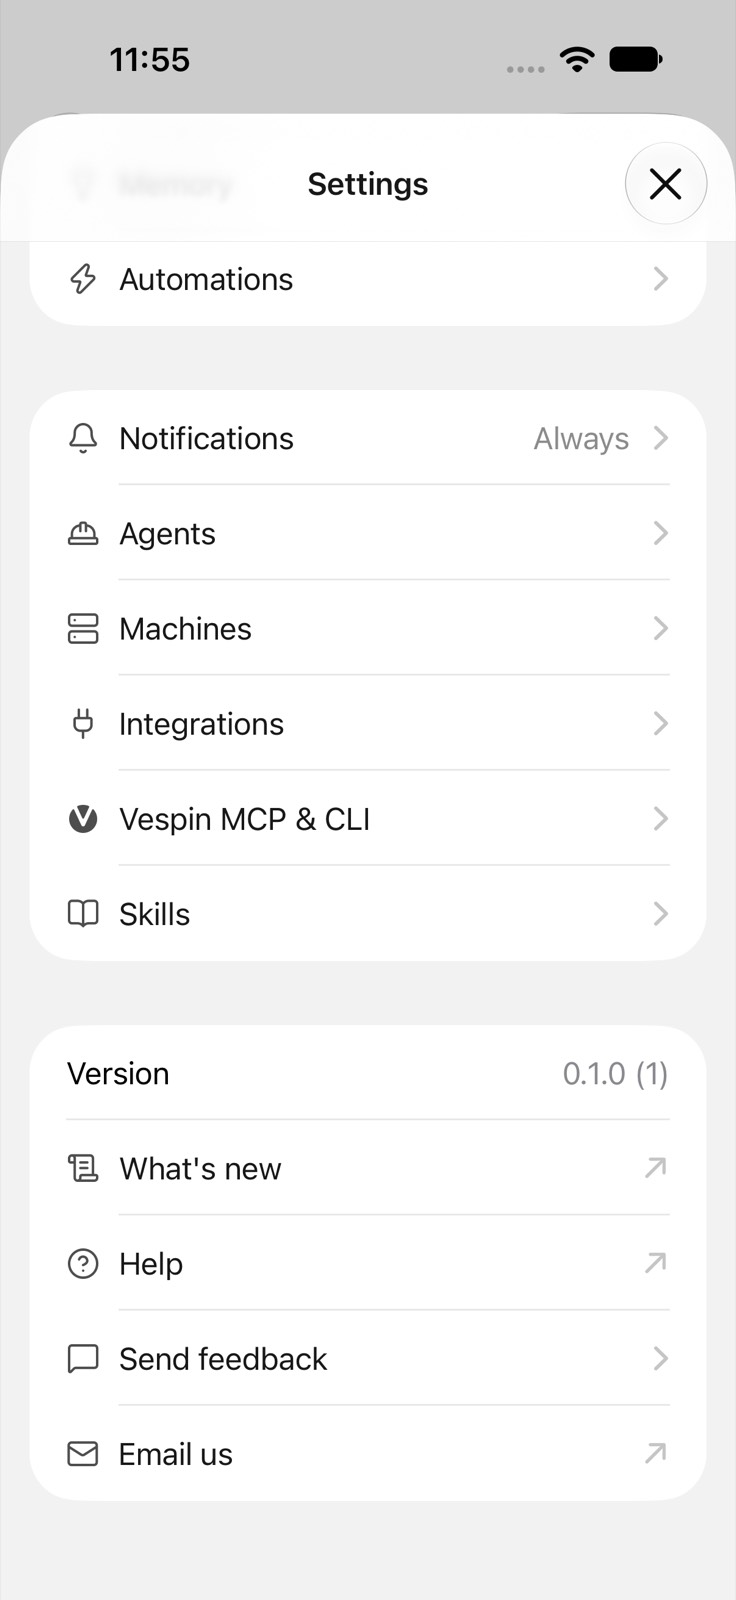 11:55
Memory
Settings
Automations
Notifications
Always
Agents
Machines
Integrations
Vespin MCP & CLI
Skills
Version
0.1.0 (1)
What's new
Help
Send feedback
Email us